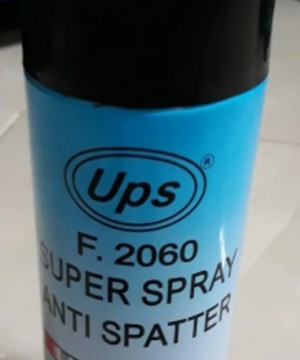 Ups®
F. 2060
SUPER SPRAY
ANTI SPATTER